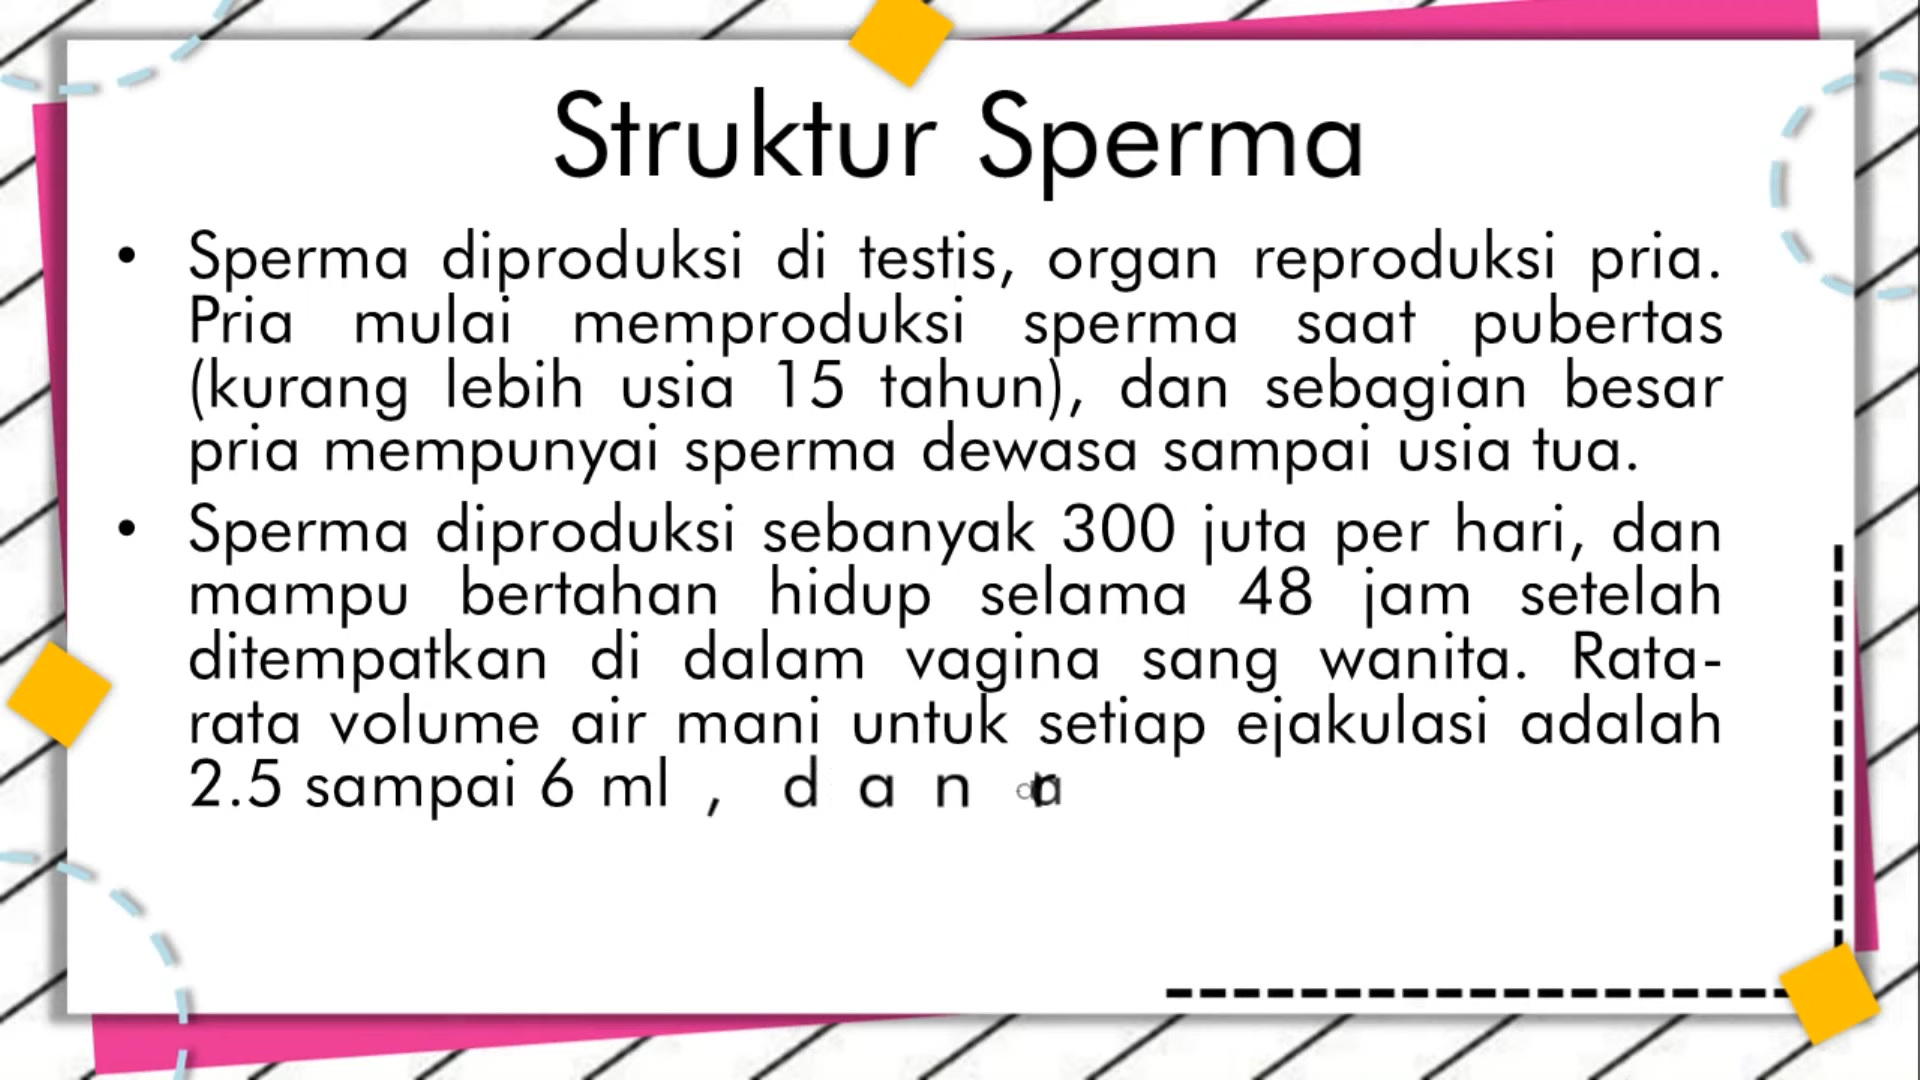 Struktur Sperma
• Sperma diproduksi di testis, organ reproduksi pria.
Pria mulai memproduksi sperma saat pubertas
(kurang lebih usia 15 tahun), dan sebagian besar
pria mempunyai sperma dewasa sampai usia tua.
• Sperma diproduksi sebanyak 300 juta per hari, dan
mampu bertahan hidup selama 48 jam setelah
ditempatkan di dalam vagina sang wanita. Rata-
rata volume air mani untuk setiap ejakulasi adalah
2.5 sampai 6 ml , dan